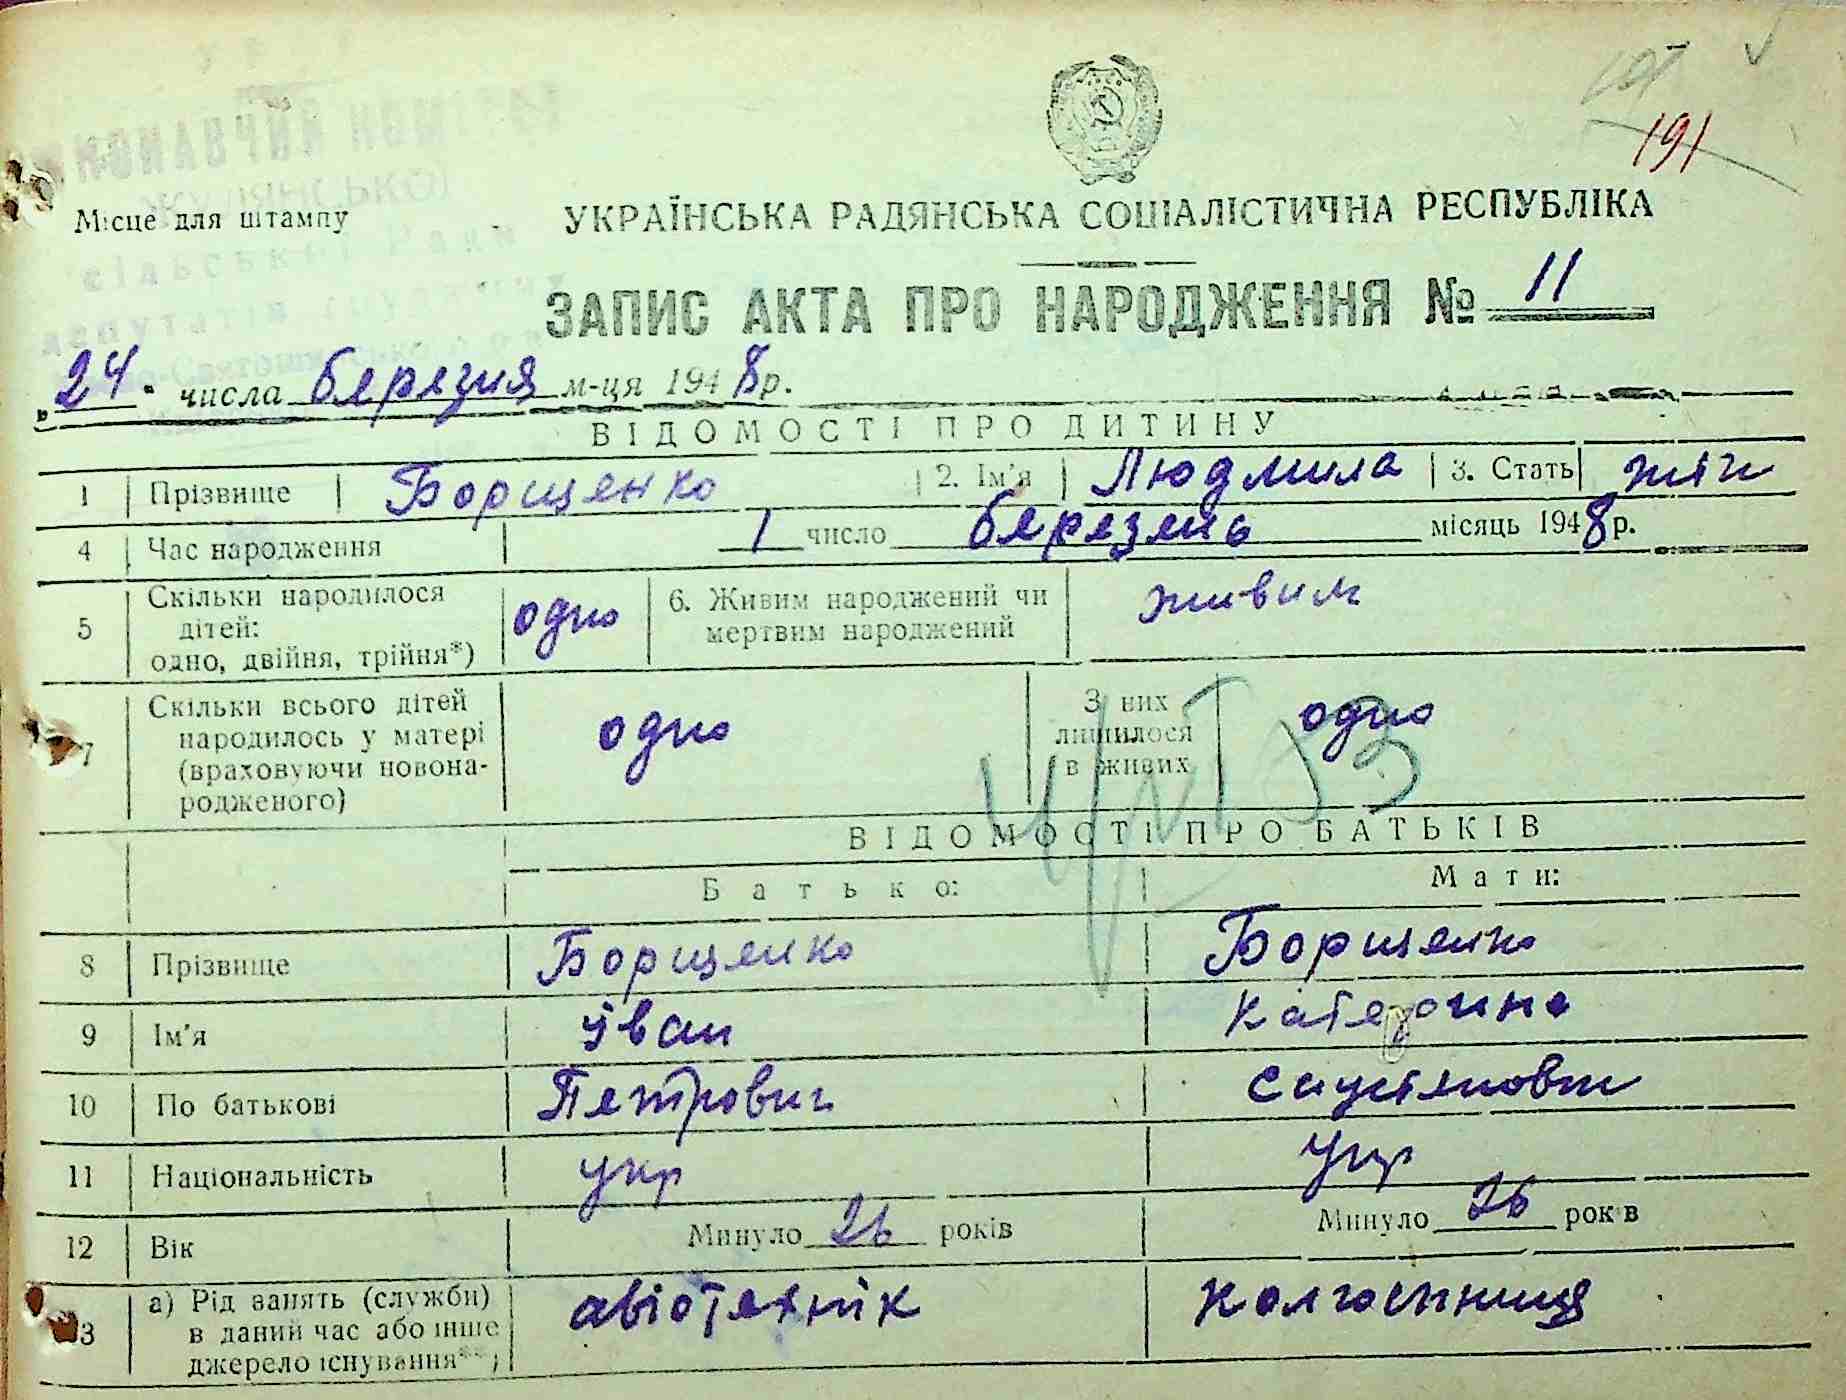 191
Місце для штампу
УКРАЇНСЬКА РАДЯНСЬКА СОЦІАЛІСТИЧНА РЕСПУБЛІКА
ЗАПИС АКТА ПРО НАРОДЖЕННЯ № 11
„24" числа березня м-ця 1948р.
ВІДОМОСТІ ПРО ДИТИНУ
1 Прізвище Борщенко 2. Ім'я Людмила 3. Стать жін
4 Час народження 1 число березень місяць 1948р.
5 Скільки народилося дітей: одно, двійня, трійня*) одно 6. Живим народжений чи мертвим народжений живим
7 Скільки всього дітей народилось у матері (враховуючи новонародженого) одно З них лишилося в живих одно
ВІДОМОСТІ ПРО БАТЬКІВ
Батько: Мати:
8 Прізвище Борщенко Борщенко
9 Ім'я Іван Катерина
10 По батькові Петрович
11 Національність укр укр
12 Вік Минуло 26 років Минуло 26 років
13 а) Рід занять (служби) в даний час або інше джерело існування**) авіотехнік колгоспниця